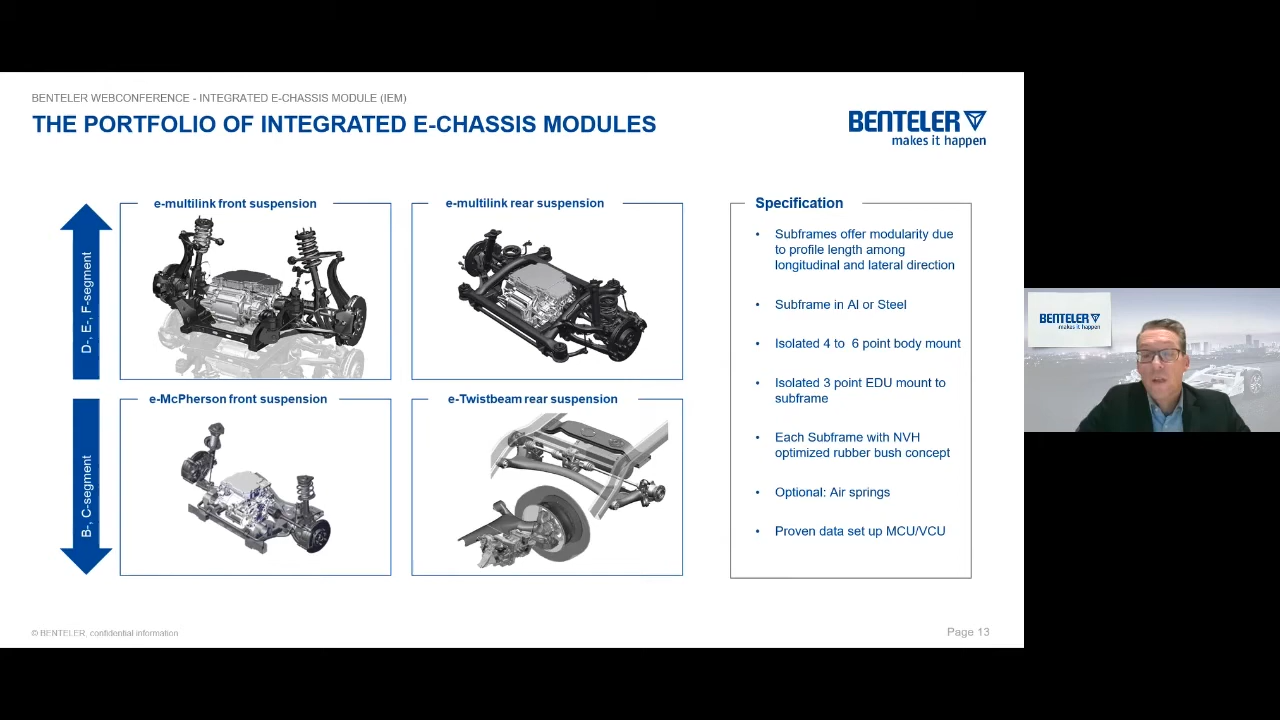 BENTELER WEBCONFERENCE - INTEGRATED E-CHASSIS MODULE (IEM)
THE PORTFOLIO OF INTEGRATED E-CHASSIS MODULES
BENTELER
makes it happen
D-, E-, F-segment
e-multilink front suspension
e-multilink rear suspension
B-, C-segment
e-McPherson front suspension
e-Twistbeam rear suspension
Specification
• Subframes offer modularity due
to profile length among
longitudinal and lateral direction
• Subframe in Al or Steel
• Isolated 4 to 6 point body mount
• Isolated 3 point EDU mount to
subframe
• Each Subframe with NVH
optimized rubber bush concept
• Optional: Air springs
• Proven data set up MCU/VCU
© BENTELER, confidential information
Page 13
BENTELER
makes it happen